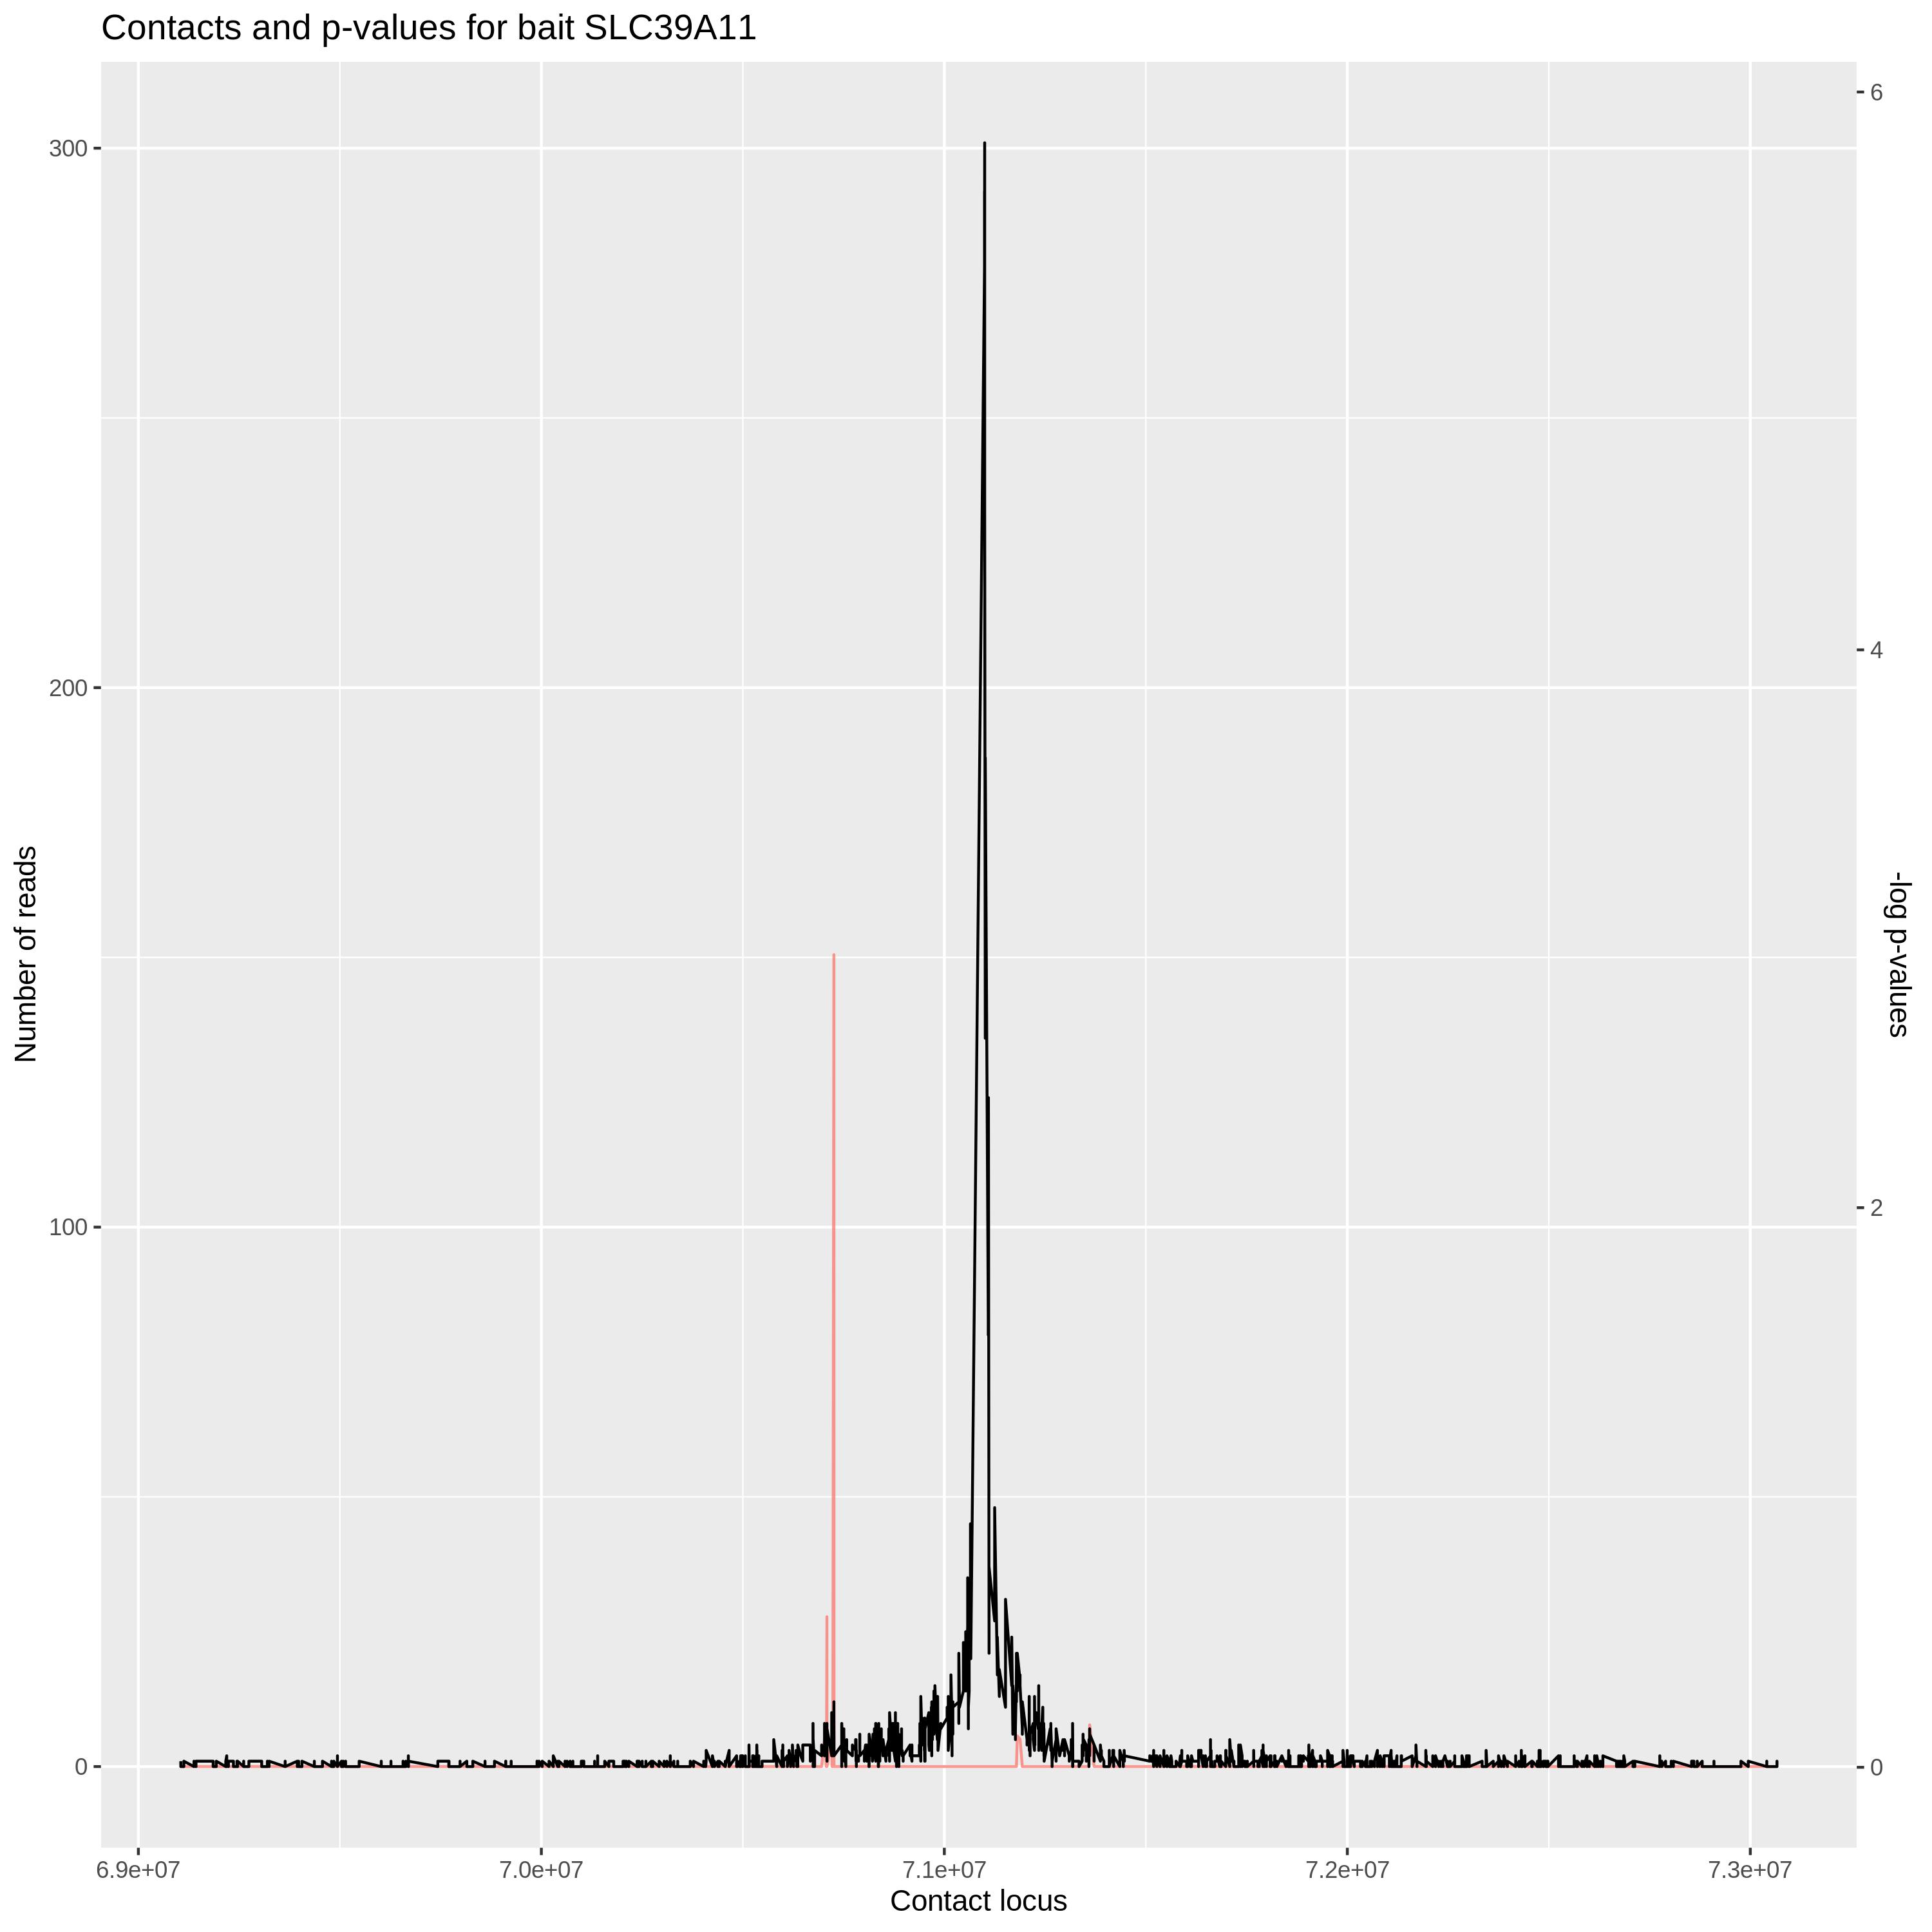 Contacts and p-values for bait SLC39A11
300
200
100
0
Number of reads
6
4
2
0
-log p-values
6.9e+07 7.0e+07 7.1e+07 7.2e+07 7.3e+07
Contact locus